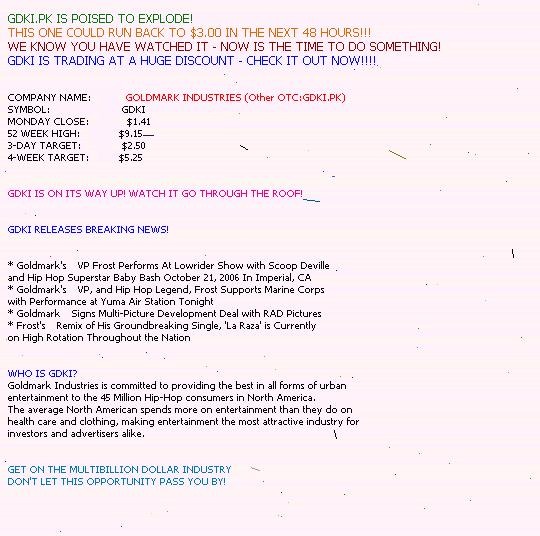 GDKI.PK IS POISED TO EXPLODE!
THIS ONE COULD RUN BACK TO $3.00 IN THE NEXT 48 HOURS!!!
WE KNOW YOU HAVE WATCHED IT - NOW IS THE TIME TO DO SOMETHING!
GDKI IS TRADING AT A HUGE DISCOUNT - CHECK IT OUT NOW!!!!
COMPANY NAME: GOLDMARK INDUSTRIES (Other OTC:GDKI.PK)
SYMBOL: GDKI
MONDAY CLOSE: $1.41
52 WEEK HIGH: $9.15
3-DAY TARGET: $2.50
4-WEEK TARGET: $5.25
GDKI IS ON ITS WAY UP! WATCH IT GO THROUGH THE ROOF!
GDKI RELEASES BREAKING NEWS!
* Goldmark's VP Frost Performs At Lowrider Show with Scoop Deville
and Hip Hop Superstar Baby Bash October 21, 2006 In Imperial, CA
* Goldmark's VP, and Hip Hop Legend, Frost Supports Marine Corps
with Performance at Yuma Air Station Tonight
* Goldmark Signs Multi-Picture Development Deal with RAD Pictures
* Frost's Remix of His Groundbreaking Single, 'La Raza' is Currently
on High Rotation Throughout the Nation
WHO IS GDKI?
Goldmark Industries is committed to providing the best in all forms of urban
entertainment to the 45 Million Hip-Hop consumers in North America.
The average North American spends more on entertainment than they do on
health care and clothing, making entertainment the most attractive industry for
investors and advertisers alike.
GET ON THE MULTIBILLION DOLLAR INDUSTRY
DON'T LET THIS OPPORTUNITY PASS YOU BY!